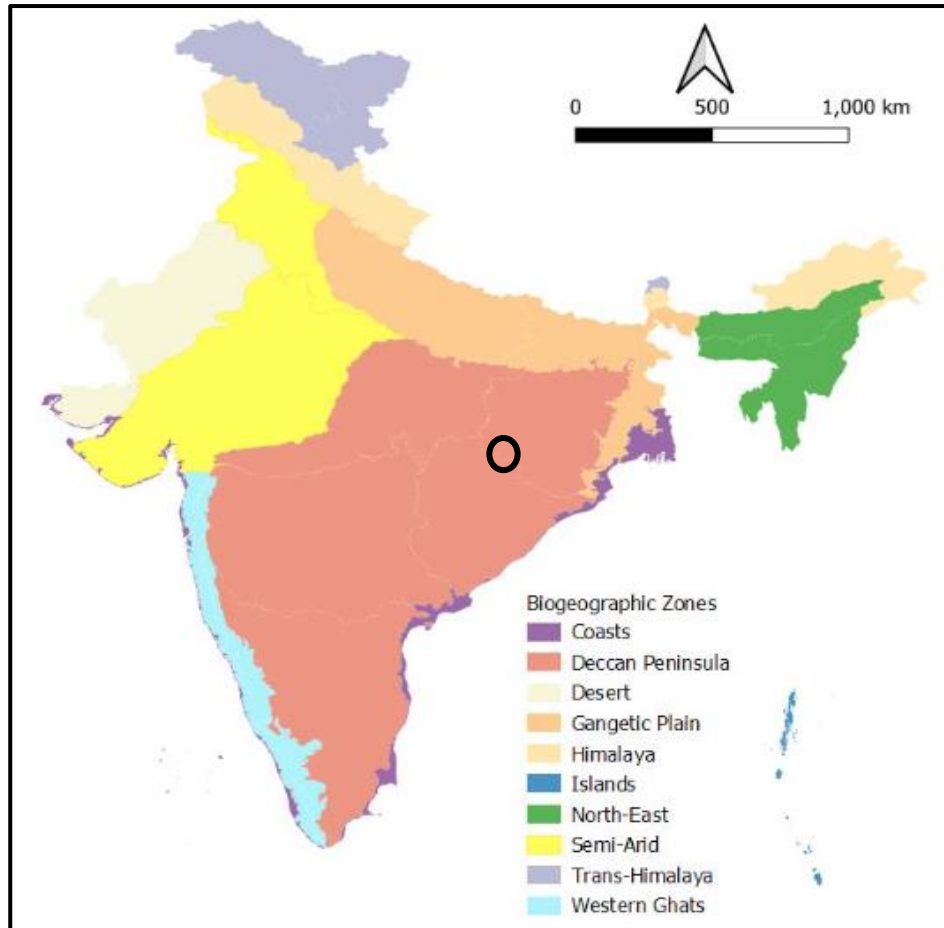 0 500 1,000 km
Biogeographic Zones
Coasts
Deccan Peninsula
Desert
Gangetic Plain
Himalaya
Islands
North-East
Semi-Arid
Trans-Himalaya
Western Ghats